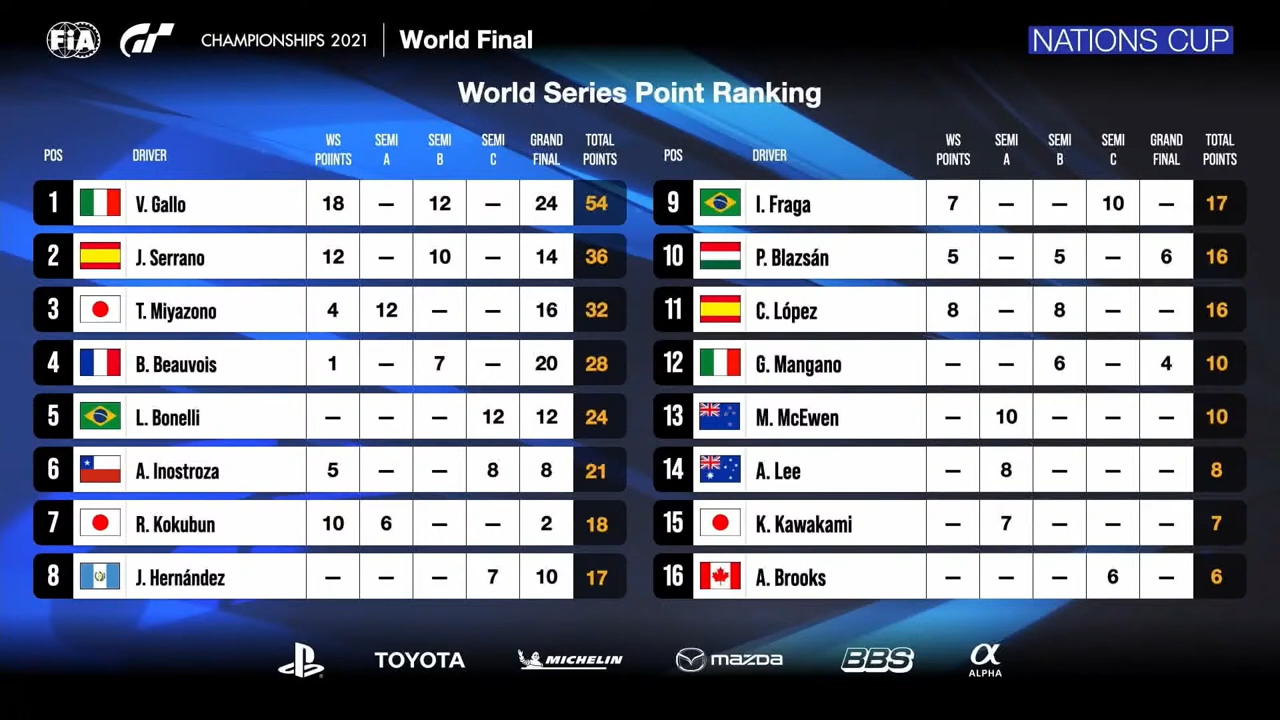 FiA GT CHAMPIONSHIPS 2021 World Final NATIONS CUP
World Series Point Ranking
POS DRIVER WS POIINTS SEMI A SEMI B SEMI C GRAND FINAL TOTAL POINTS
1 V. Gallo 18 — 12 — 24 54
2 J. Serrano 12 — 10 — 14 36
3 T. Miyazono 4 12 — — 16 32
4 B. Beauvois 1 — 7 — 20 28
5 L. Bonelli — — — 12 12 24
6 A. Inostroza 5 — — 8 8 21
7 R. Kokubun 10 6 — — 2 18
8 J. Hernández — — — 7 10 17
POS DRIVER WS POINTS SEMI A SEMI B SEMI C GRAND FINAL TOTAL POINTS
9 I. Fraga 7 — — 10 — 17
10 P. Blazsán 5 — 5 — 6 16
11 C. López 8 — 8 — — 16
12 G. Mangano — — 6 — 4 10
13 M. McEwen — 10 — — — 10
14 A. Lee — 8 — — — 8
15 K. Kawakami — 7 — — — 7
16 A. Brooks — — — 6 — 6
TOYOTA MICHELIN mazda BBS α ALPHA